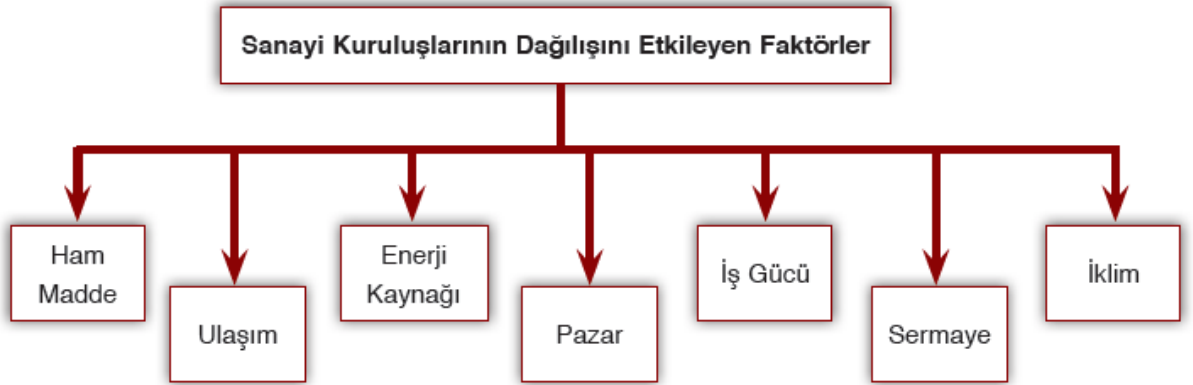 Sanayi Kuruluşlarının Dağılışını Etkileyen Faktörler
Ham
Madde
Ulaşım
Enerji
Kaynağı
Pazar
İş Gücü
Sermaye
İklim